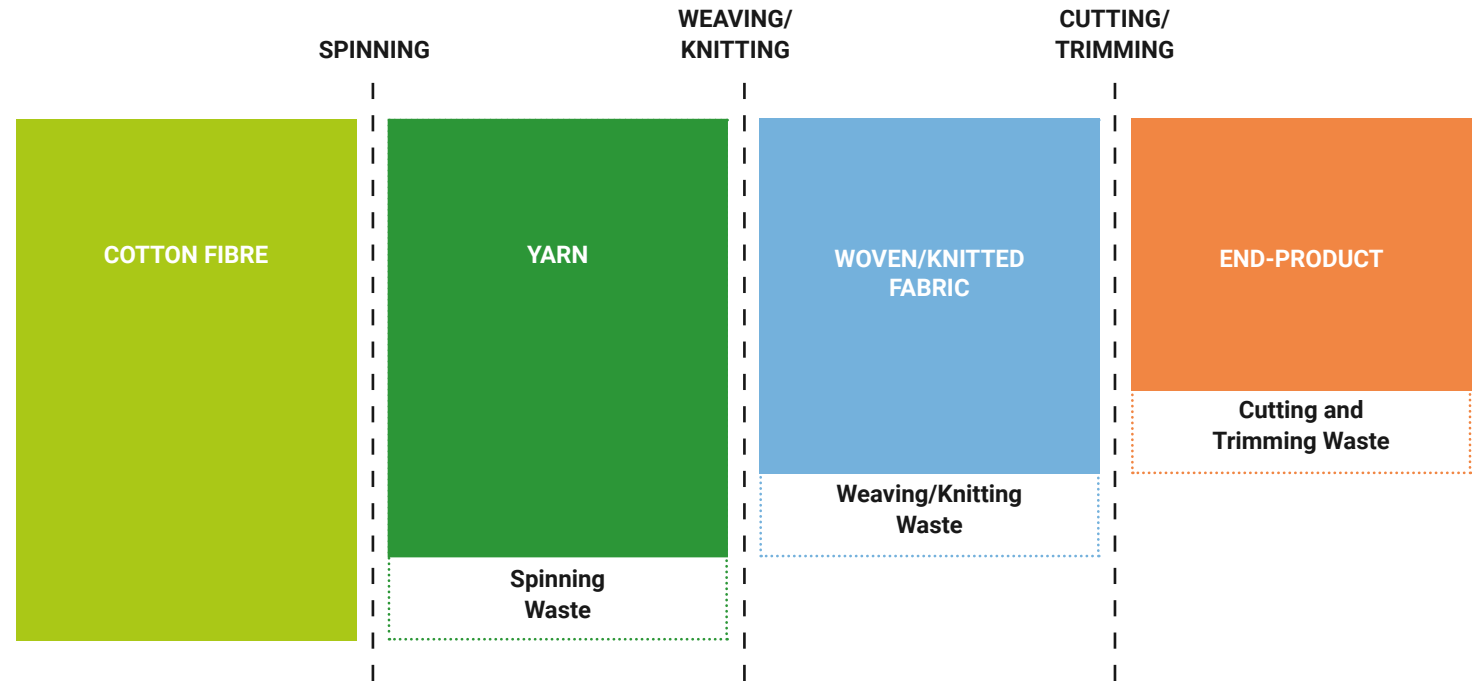 SPINNING
WEAVING/
KNITTING
CUTTING/
TRIMMING
COTTON FIBRE
YARN
WOVEN/KNITTED
FABRIC
END-PRODUCT
Spinning
Waste
Weaving/Knitting
Waste
Cutting and
Trimming Waste